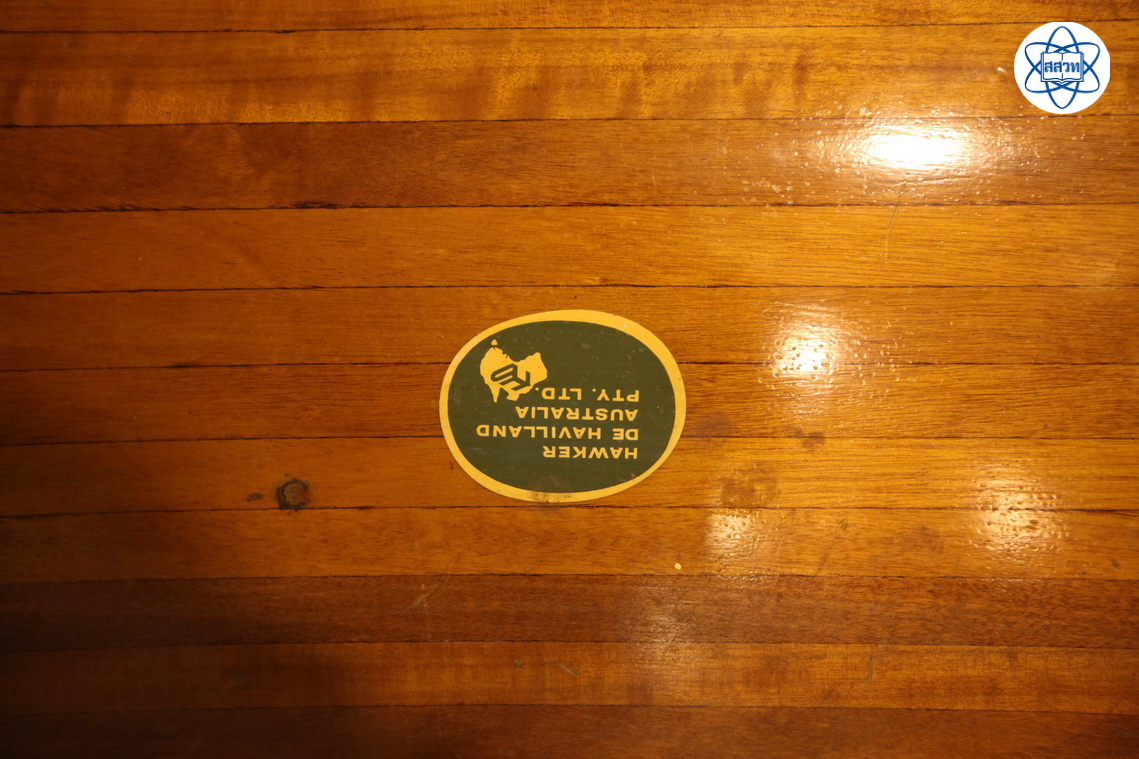 สสวท
HAWKER
DE HAVILLAND
AUSTRALIA
PTY. LTD.